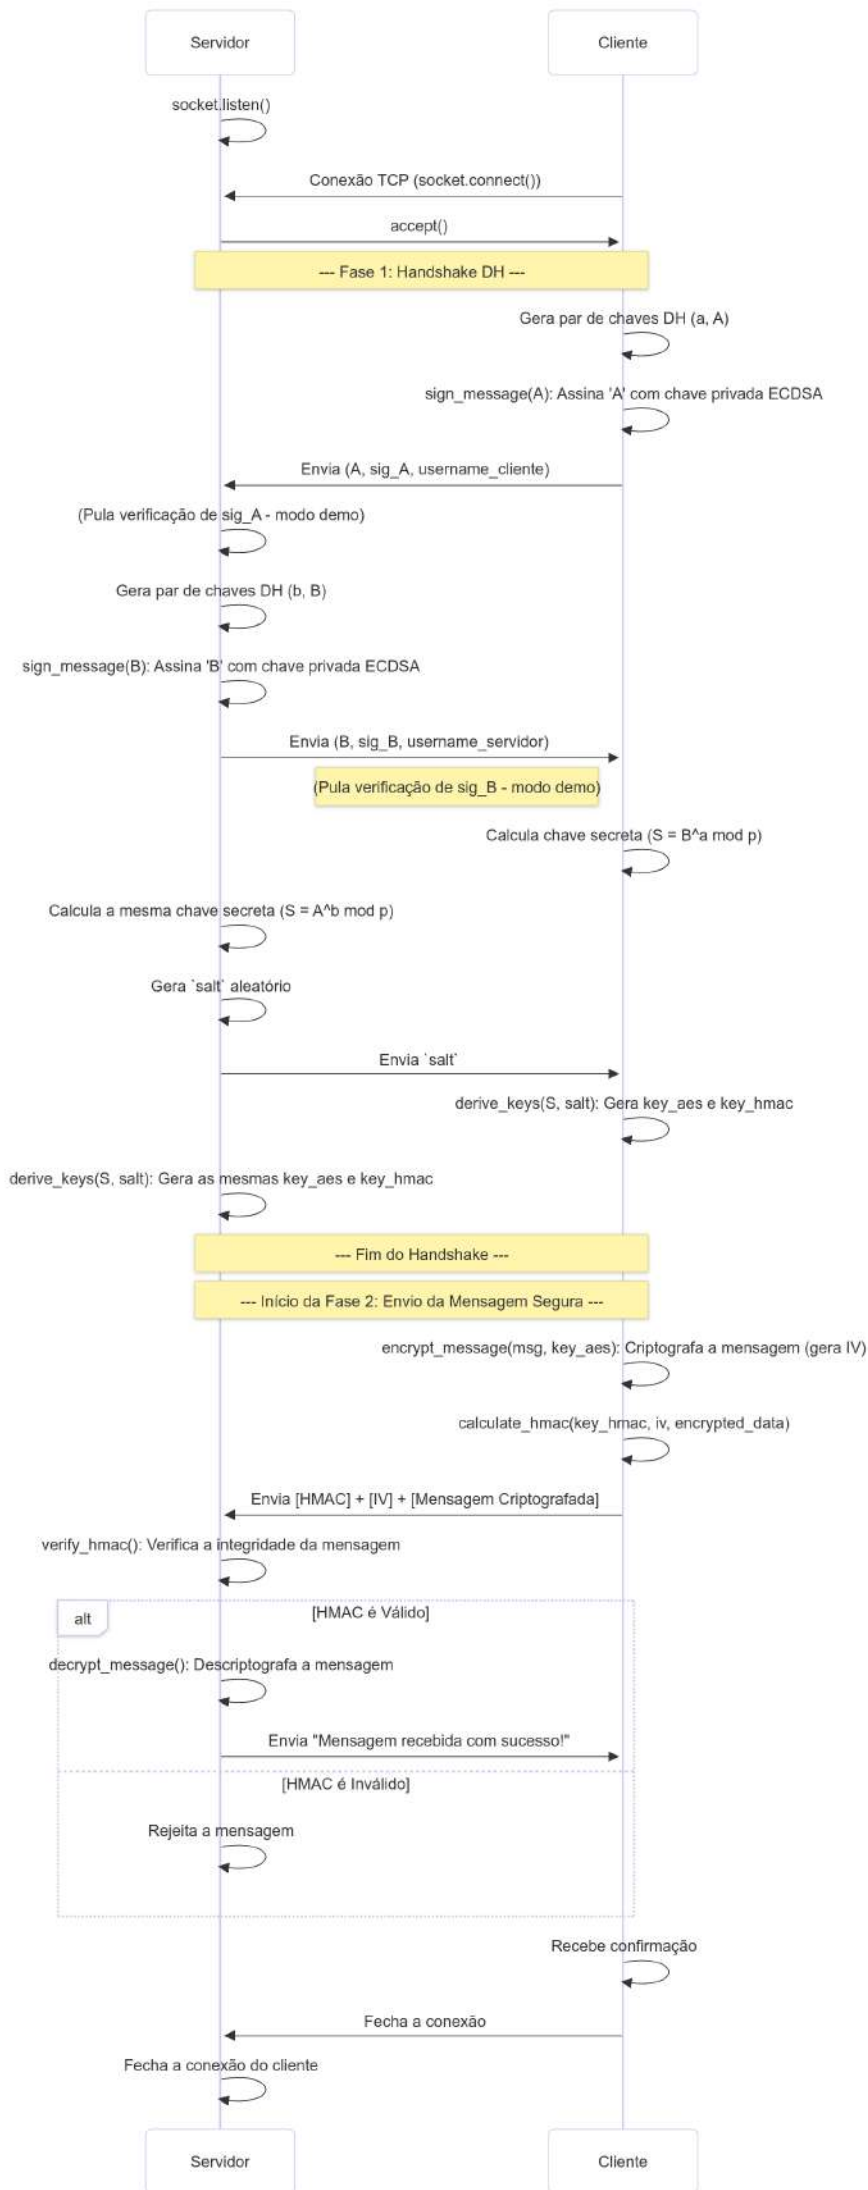 Servidor
Cliente
socket.listen()
Conexão TCP (socket.connect())
accept()
--- Fase 1: Handshake DH ---
Gera par de chaves DH (a, A)
sign_message(A): Assina 'A' com chave privada ECDSA
Envia (A, sig_A, username_cliente)
(Pula verificação de sig_A - modo demo)
Gera par de chaves DH (b, B)
sign_message(B): Assina 'B' com chave privada ECDSA
Envia (B, sig_B, username_servidor)
(Pula verificação de sig_B - modo demo)
Calcula chave secreta (S = B^a mod p)
Calcula a mesma chave secreta (S = A^b mod p)
Gera `salt` aleatório
Envia `salt`
derive_keys(S, salt): Gera key_aes e key_hmac
derive_keys(S, salt): Gera as mesmas key_aes e key_hmac
--- Fim do Handshake ---
--- Início da Fase 2: Envio da Mensagem Segura ---
encrypt_message(msg, key_aes): Criptografa a mensagem (gera IV)
calculate_hmac(key_hmac, iv, encrypted_data)
Envia [HMAC] + [IV] + [Mensagem Criptografada]
verify_hmac(): Verifica a integridade da mensagem
alt
[HMAC é Válido]
decrypt_message(): Descriptografa a mensagem
Envia "Mensagem recebida com sucesso!"
[HMAC é Inválido]
Rejeita a mensagem
Recebe confirmação
Fecha a conexão
Fecha a conexão do cliente
Servidor
Cliente